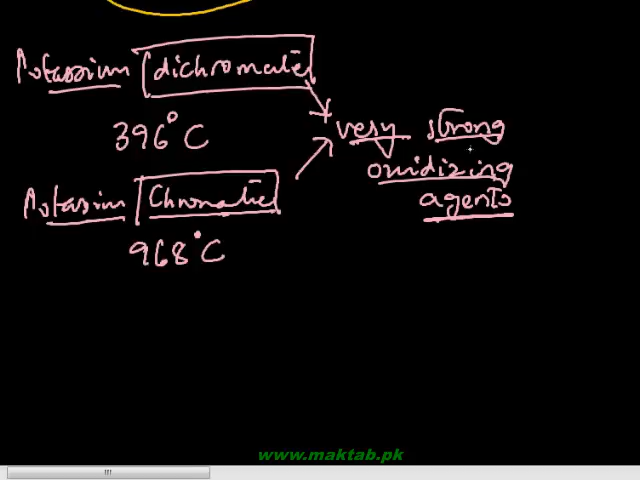 Potassium dichromate
396°C
very strong
oxidizing
agents
Potassium Chromate
968°C
www.maktab.pk